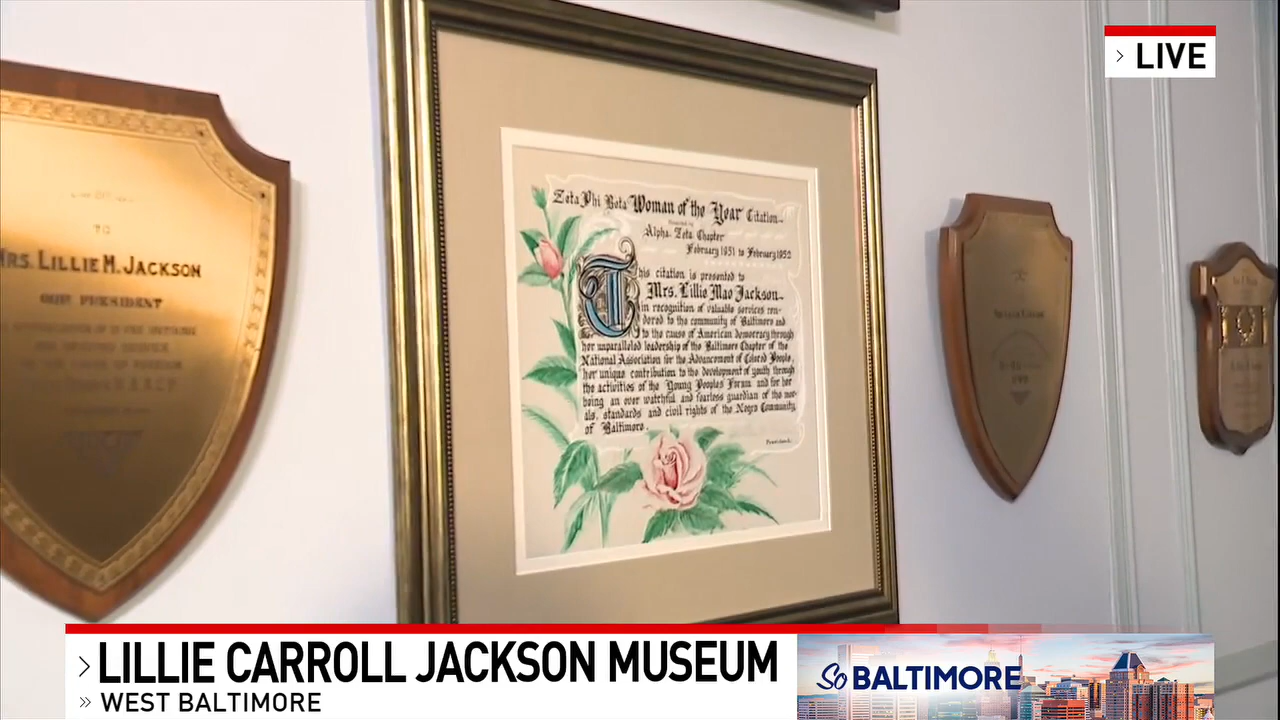 LIVE
TO
MRS. LILLIE M. JACKSON
OUR PRESIDENT
Zeta Phi Beta Woman of the Year Citation
Alpha Zeta Chapter
February 1951 to February 1952
This citation is presented to
Mrs. Lillie Mae Jackson
in recognition of valuable services ren-
dered to the community of Baltimore and
to the cause of American democracy through
her unparalleled leadership of the Baltimore Chapter of the
National Association for the Advancement of Colored People,
her unique contribution to the development of youth through
the activities of the Young Peoples Forum and for her
being an ever watchful and fearless guardian of the mor-
als, standards and civil rights of the Negro Community
of Baltimore.
LILLIE CARROLL JACKSON MUSEUM
WEST BALTIMORE
So BALTIMORE